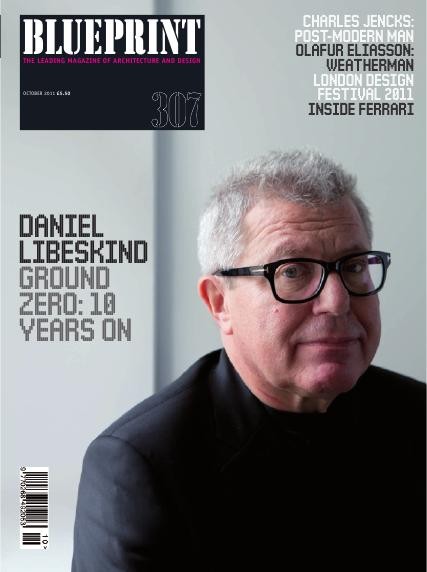 BLUEPRINT
THE LEADING MAGAZINE OF ARCHITECTURE AND DESIGN
OCTOBER 2011 £5.50
307
CHARLES JENCKS:
POST-MODERN MAN
OLAFUR ELIASSON:
WEATHERMAN
LONDON DESIGN
FESTIVAL 2011
INSIDE FERRARI
DANIEL
LIBESKIND
GROUND
ZERO: 10
YEARS ON
10>